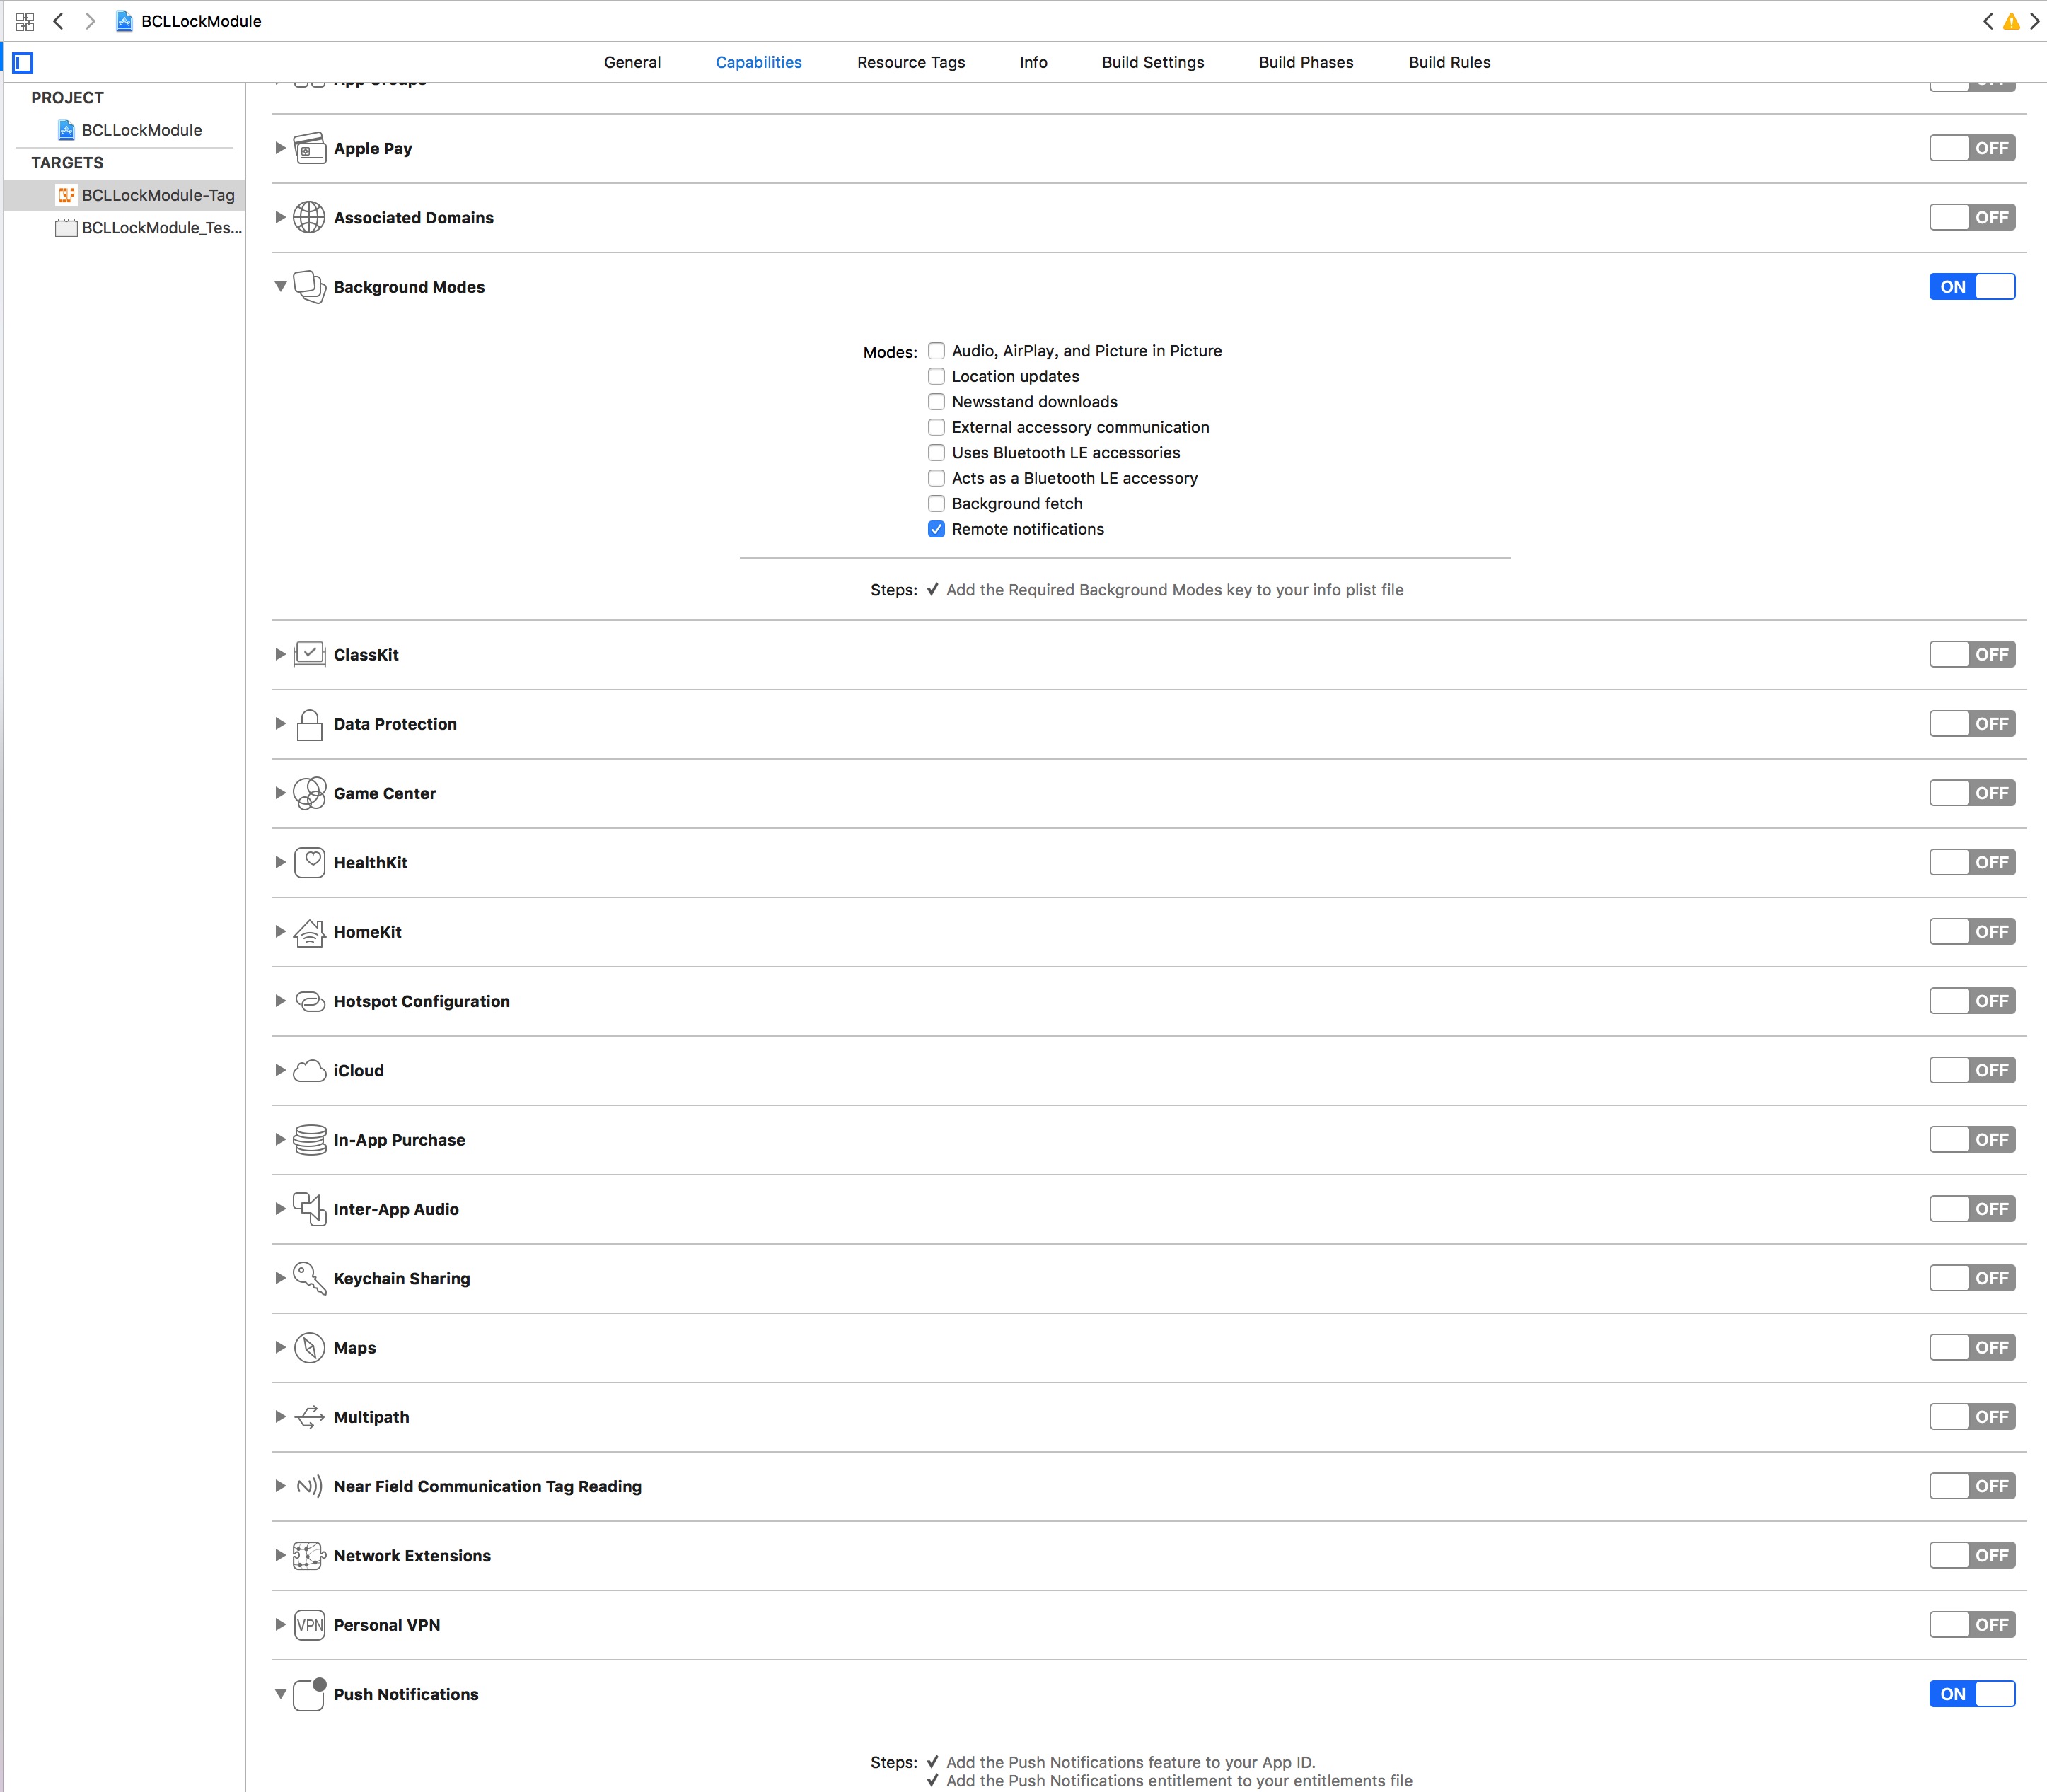 BCLLockModule
General Capabilities Resource Tags Info Build Settings Build Phases Build Rules
PROJECT
BCLLockModule
TARGETS
BCLLockModule-Tag
BCLLockModule_Tes...
App Groups OFF
Apple Pay OFF
Associated Domains OFF
Background Modes ON
Modes: Audio, AirPlay, and Picture in Picture
Location updates
Newsstand downloads
External accessory communication
Uses Bluetooth LE accessories
Acts as a Bluetooth LE accessory
Background fetch
Remote notifications
Steps: ✓ Add the Required Background Modes key to your info plist file
ClassKit OFF
Data Protection OFF
Game Center OFF
HealthKit OFF
HomeKit OFF
Hotspot Configuration OFF
iCloud OFF
In-App Purchase OFF
Inter-App Audio OFF
Keychain Sharing OFF
Maps OFF
Multipath OFF
Near Field Communication Tag Reading OFF
Network Extensions OFF
VPN Personal VPN OFF
Push Notifications ON
Steps: ✓ Add the Push Notifications feature to your App ID.
✓ Add the Push Notifications entitlement to your entitlements file